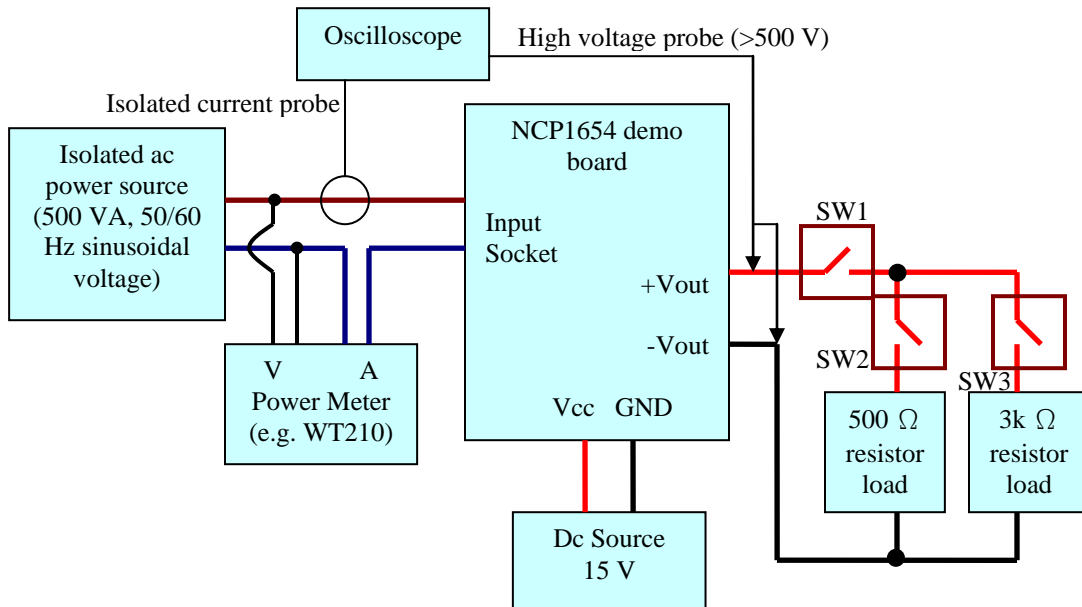 Oscilloscope
High voltage probe (>500 V)
Isolated current probe
Isolated ac
power source
(500 VA, 50/60
Hz sinusoidal
voltage)
NCP1654 demo
board
Input
Socket
+Vout
-Vout
Vcc GND
V A
Power Meter
(e.g. WT210)
Dc Source
15 V
SW1
SW2
SW3
500 Ω
resistor
load
3k Ω
resistor
load